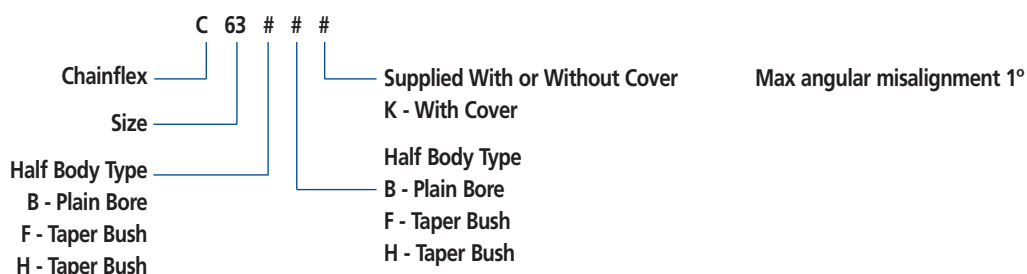 C 63 # # #
Chainflex
Size
Half Body Type
B - Plain Bore
F - Taper Bush
H - Taper Bush
Supplied With or Without Cover
K - With Cover
Half Body Type
B - Plain Bore
F - Taper Bush
H - Taper Bush
Max angular misalignment 1º